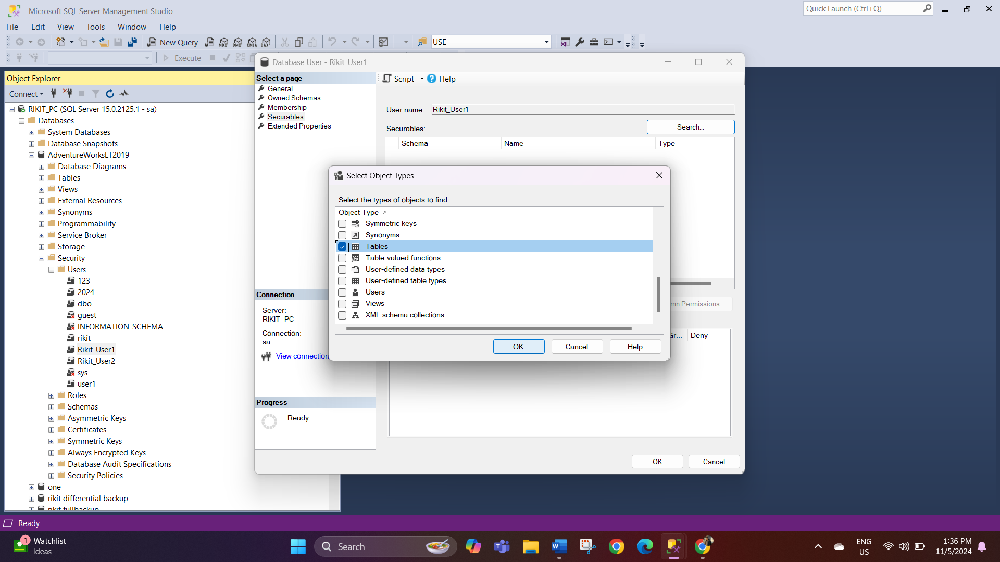 Microsoft SQL Server Management Studio
Quick Launch (Ctrl+Q)
File Edit View Tools Window Help
New Query MDX DMX XMLA DAX USE
Execute
Object Explorer
Connect
RIKIT_PC (SQL Server 15.0.2125.1 - sa)
Databases
System Databases
Database Snapshots
AdventureWorksLT2019
Database Diagrams
Tables
Views
External Resources
Synonyms
Programmability
Service Broker
Storage
Security
Users
123
2024
dbo
guest
INFORMATION_SCHEMA
rikit
Rikit_User1
Rikit_User2
sys
user1
Roles
Schemas
Asymmetric Keys
Certificates
Symmetric Keys
Always Encrypted Keys
Database Audit Specifications
Security Policies
one
rikit differential backup
rikit fullbackup
Database User - Rikit_User1
Select a page
General
Owned Schemas
Membership
Securables
Extended Properties
Connection
Server:
RIKIT_PC
Connection:
sa
View connection
Progress
Ready
Script Help
User name: Rikit_User1
Securables:
Search...
Schema Name Type
mn Permissions...
Gr... Deny
OK Cancel
Select Object Types
Select the types of objects to find:
Object Type
Symmetric keys
Synonyms
Tables
Table-valued functions
User-defined data types
User-defined table types
Users
Views
XML schema collections
OK Cancel Help
Ready
1
Watchlist
Ideas
Search
ENG
US
1:36 PM
11/5/2024